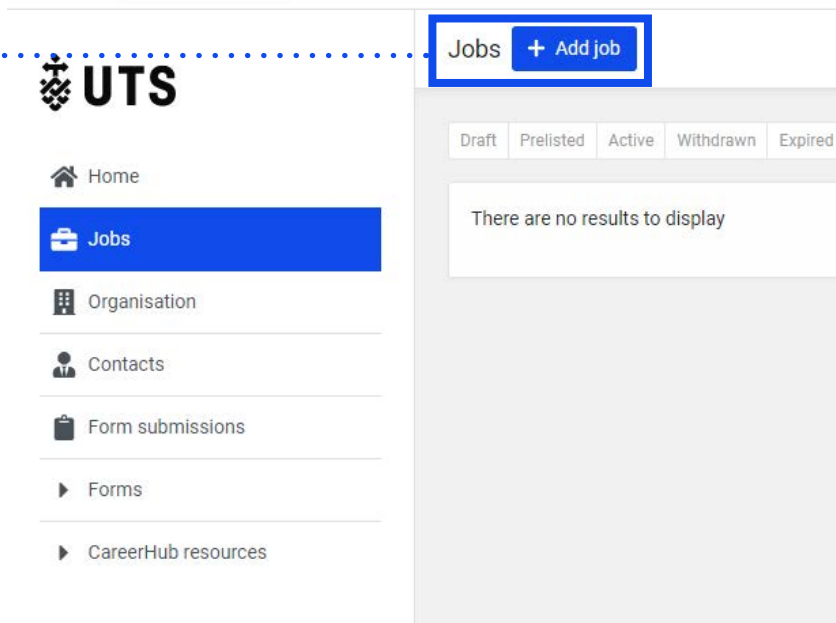 UTS
Home
Jobs
Organisation
Contacts
Form submissions
Forms
CareerHub resources
Jobs + Add job
Draft Prelisted Active Withdrawn Expired
There are no results to display